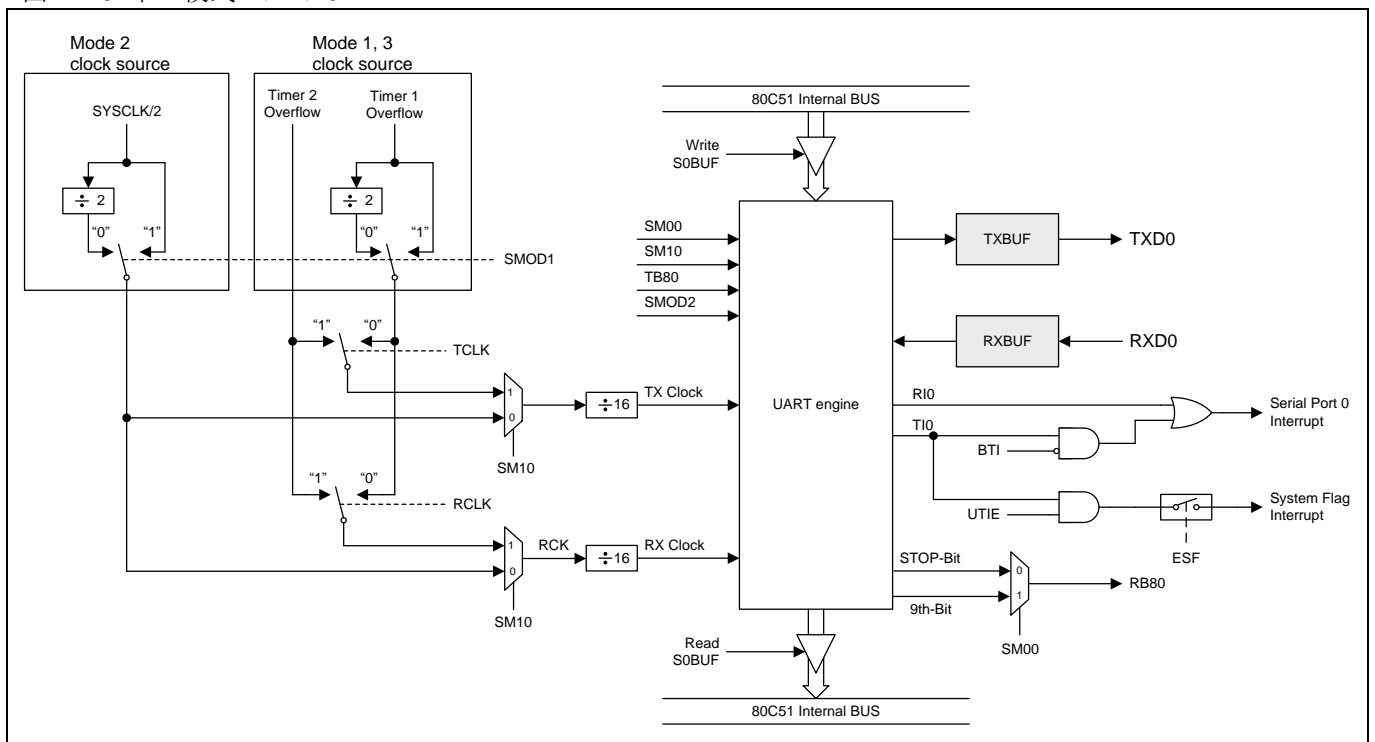 模式
Mode 2
clock source
Mode 1, 3
clock source
SYSCLK/2
Timer 2
Overflow
Timer 1
Overflow
÷ 2
÷ 2
"0"
"1"
"0"
"1"
SMOD1
"1"
"0"
TCLK
1
0
SM10
÷16
TX Clock
"1"
"0"
RCLK
1
0
SM10
RCK
÷16
RX Clock
80C51 Internal BUS
Write
S0BUF
SM00
SM10
TB80
SMOD2
UART engine
TXBUF
TXD0
RXBUF
RXD0
RI0
TI0
BTI
Serial Port 0
Interrupt
UTIE
ESF
System Flag
Interrupt
STOP-Bit
9th-Bit
0
1
SM00
RB80
Read
S0BUF
80C51 Internal BUS